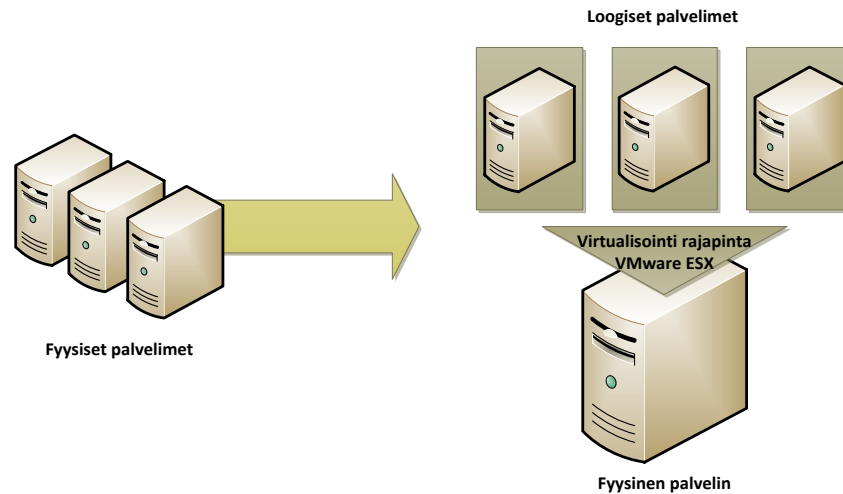 Loogiset palvelimet
Virtualisointi rajapinta
VMware ESX
Fyysiset palvelimet
Fyysinen palvelin